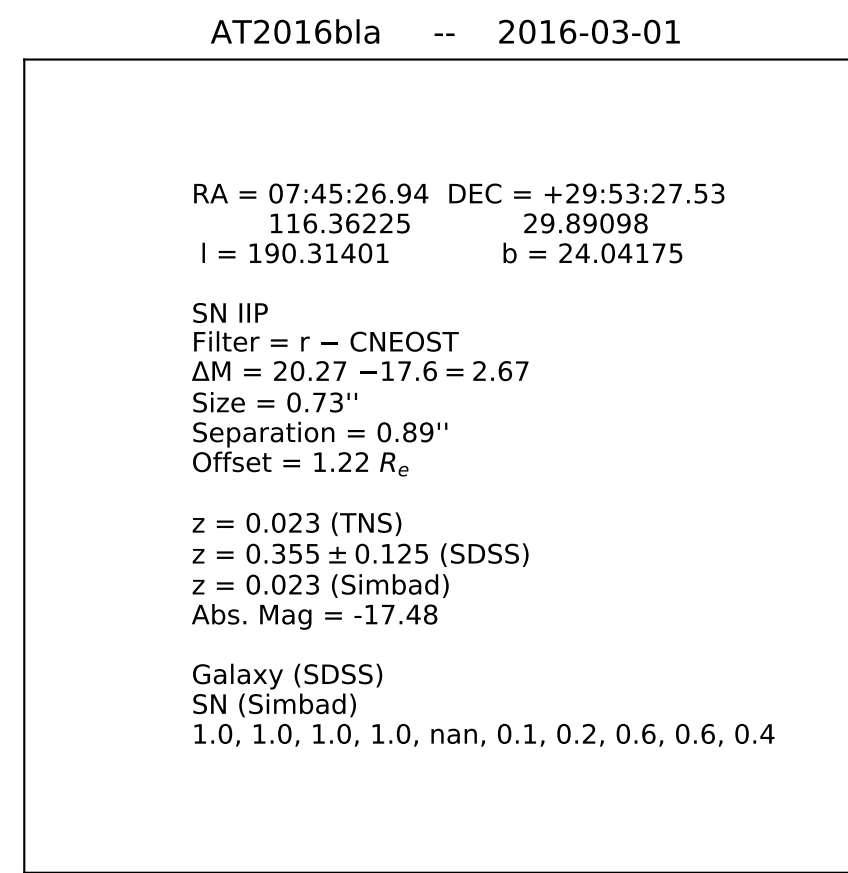 AT2016bla -- 2016-03-01
RA = 07:45:26.94 DEC = +29:53:27.53
116.36225 29.89098
l = 190.31401 b = 24.04175
SN IIP
Filter = r − CNEOST
ΔM = 20.27 −17.6 = 2.67
Size = 0.73''
Separation = 0.89''
Offset = 1.22 Re
z = 0.023 (TNS)
z = 0.355 ± 0.125 (SDSS)
z = 0.023 (Simbad)
Abs. Mag = -17.48
Galaxy (SDSS)
SN (Simbad)
1.0, 1.0, 1.0, 1.0, nan, 0.1, 0.2, 0.6, 0.6, 0.4